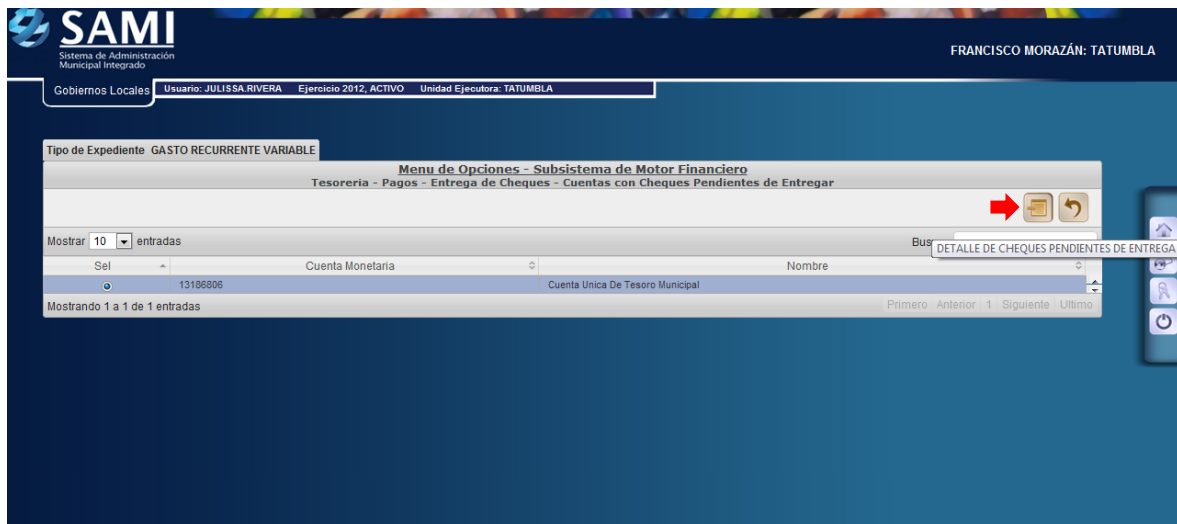 SAMI
Sistema de Administración
Municipal Integrado
FRANCISCO MORAZÁN: TATUMBLA
Gobiernos Locales
Usuario: JULISSA.RIVERA Ejercicio 2012, ACTIVO Unidad Ejecutora: TATUMBLA
Tipo de Expediente GASTO RECURRENTE VARIABLE
Menu de Opciones - Subsistema de Motor Financiero
Tesoreria - Pagos - Entrega de Cheques - Cuentas con Cheques Pendientes de Entregar
Mostrar 10 entradas
DETALLE DE CHEQUES PENDIENTES DE ENTREGA
Sel Cuenta Monetaria Nombre
13186806 Cuenta Unica De Tesoro Municipal
Mostrando 1 a 1 de 1 entradas
Primero Anterior 1 Siguiente Ultimo